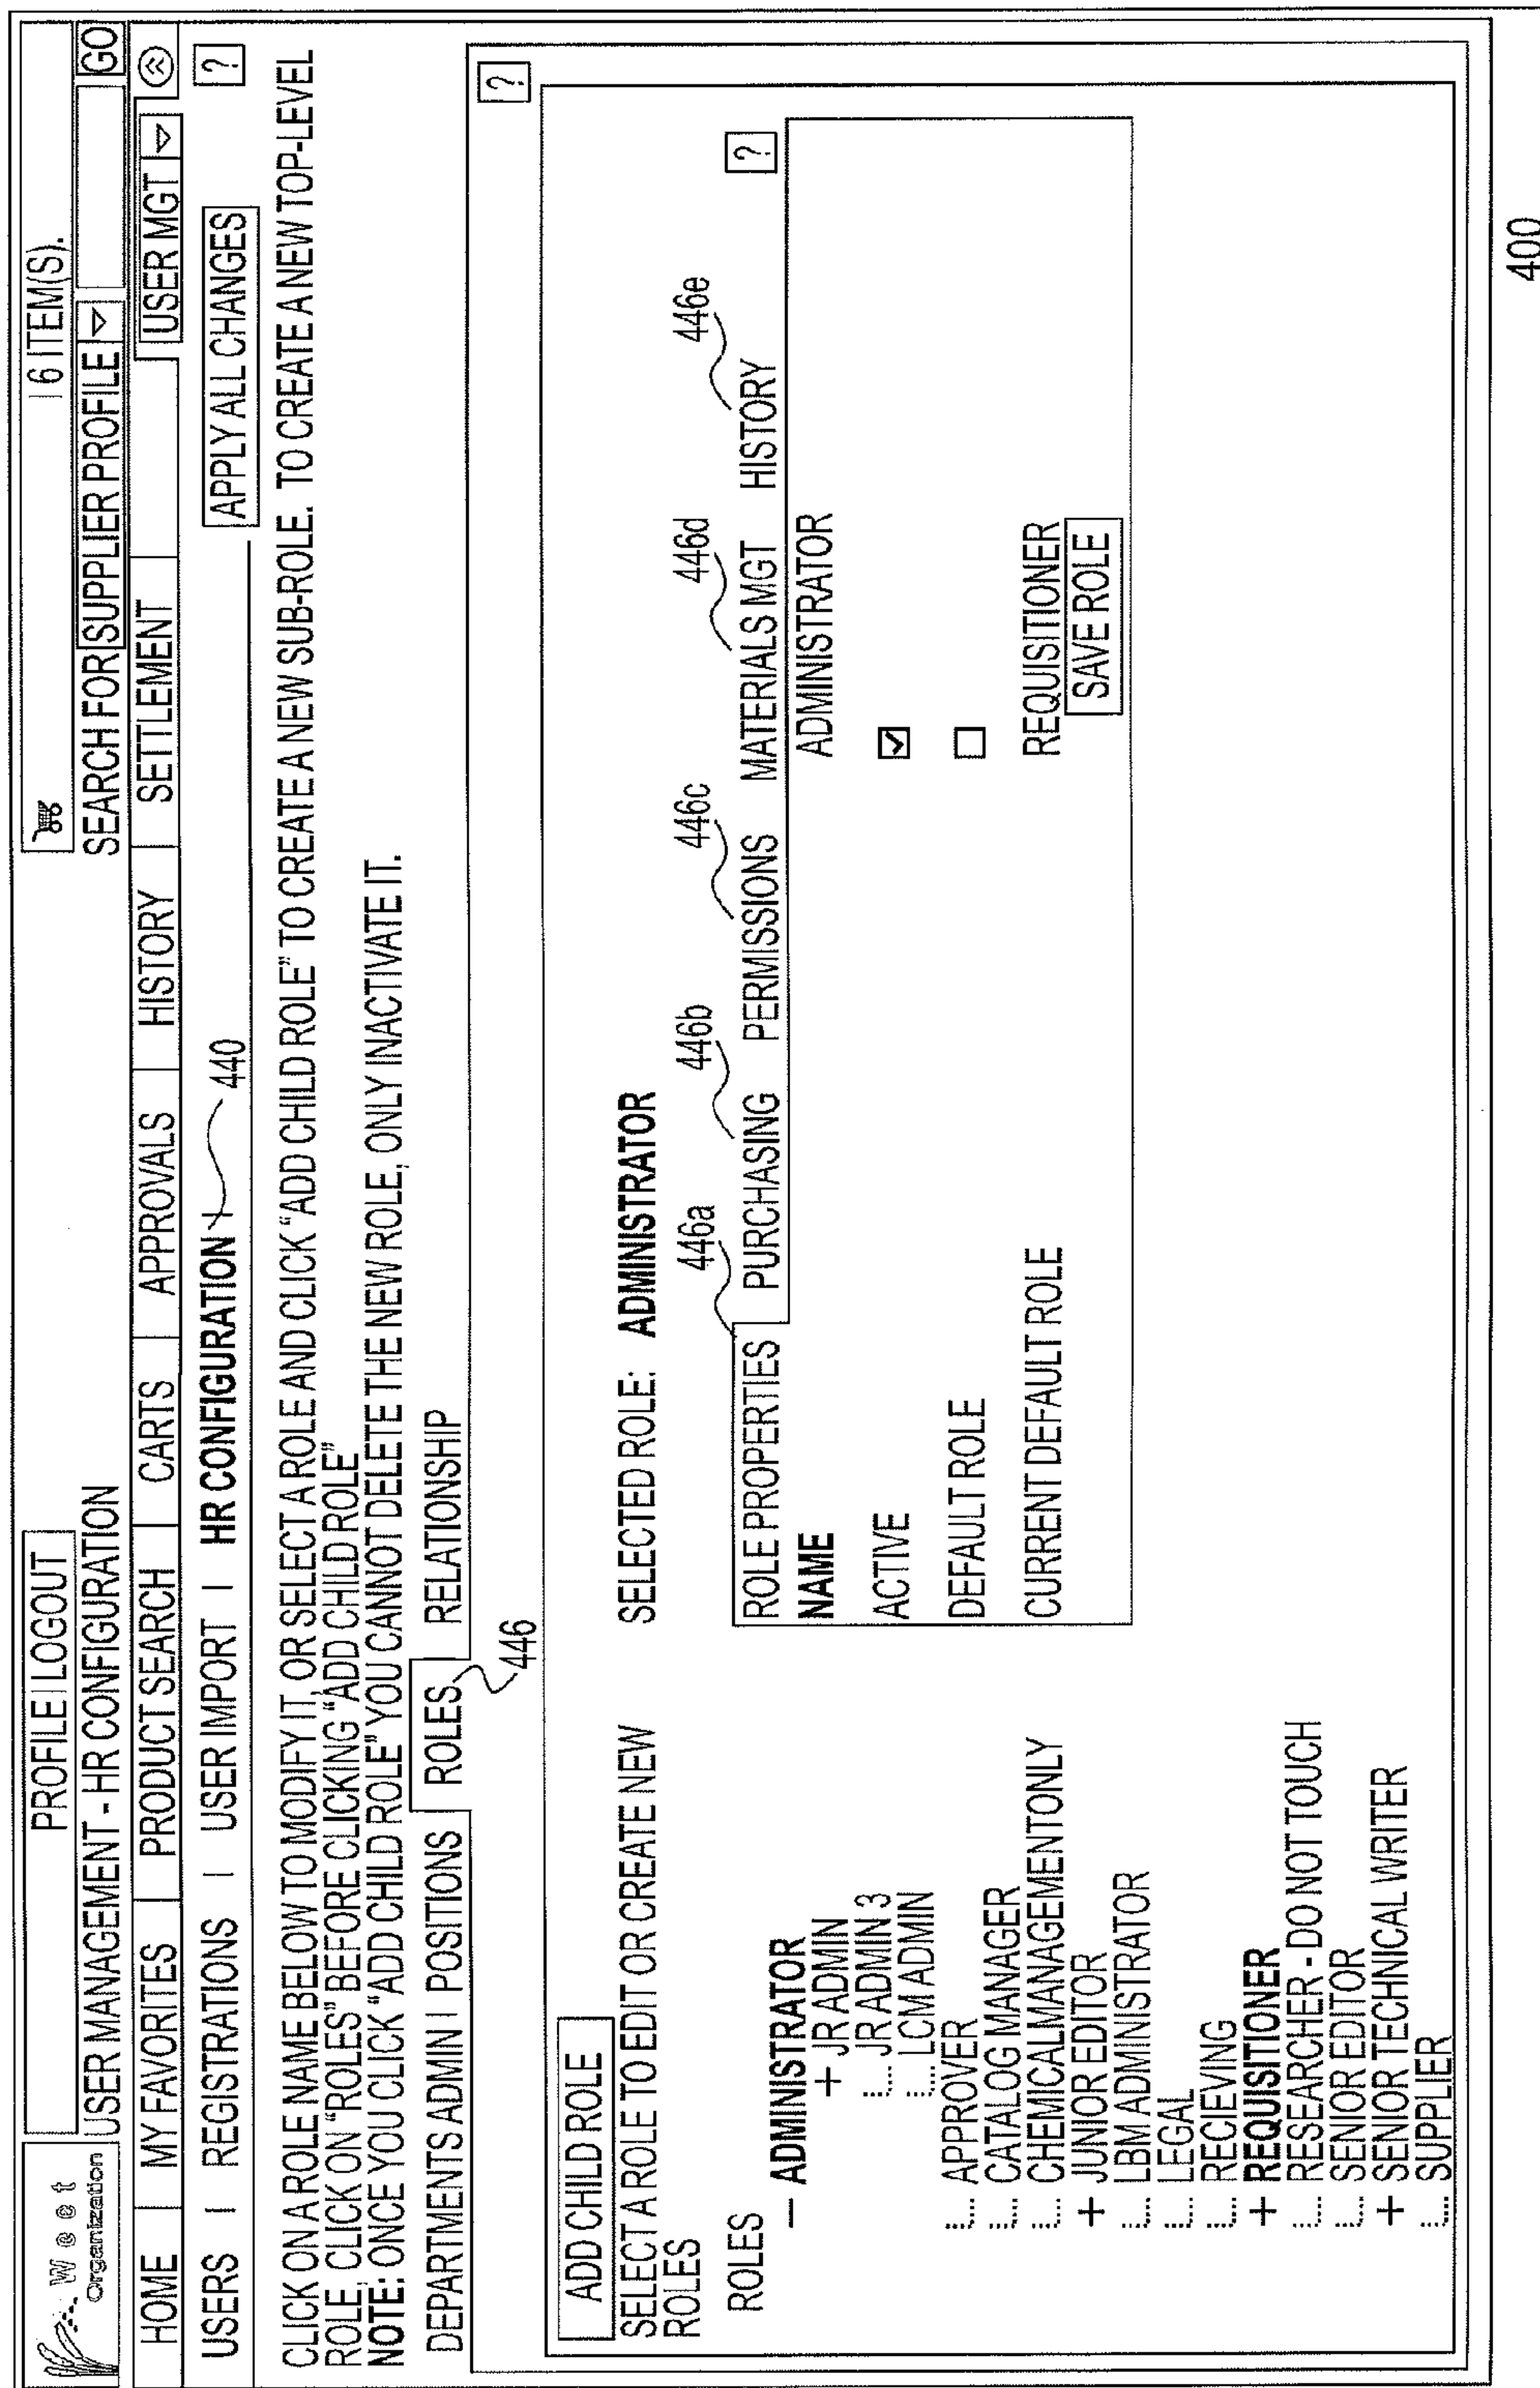 West
Organization
PROFILE | LOGOUT
| 6 ITEM(S).
USER MANAGEMENT - HR CONFIGURATION
SEARCH FOR SUPPLIER PROFILE GO
HOME | MY FAVORITES | PRODUCT SEARCH | CARTS | APPROVALS | HISTORY | SETTLEMENT | USER MGT
USERS | REGISTRATIONS | USER IMPORT | HR CONFIGURATION 440
APPLY ALL CHANGES ?
CLICK ON A ROLE NAME BELOW TO MODIFY IT, OR SELECT A ROLE AND CLICK "ADD CHILD ROLE" TO CREATE A NEW SUB-ROLE. TO CREATE A NEW TOP-LEVEL
ROLE, CLICK ON "ROLES" BEFORE CLICKING "ADD CHILD ROLE"
NOTE: ONCE YOU CLICK "ADD CHILD ROLE" YOU CANNOT DELETE THE NEW ROLE, ONLY INACTIVATE IT.
DEPARTMENTS ADMIN | POSITIONS | ROLES | RELATIONSHIP
446
?
ADD CHILD ROLE
SELECT A ROLE TO EDIT OR CREATE NEW
ROLES
ROLES
— ADMINISTRATOR
+ JR ADMIN
JR ADMIN 3
LCM ADMIN
APPROVER
CATALOG MANAGER
CHEMICALMANAGEMENTONLY
+ JUNIOR EDITOR
LBM ADMINISTRATOR
LEGAL
RECIEVING
+ REQUISITIONER
RESEARCHER - DO NOT TOUCH
SENIOR EDITOR
+ SENIOR TECHNICAL WRITER
SUPPLIER
SELECTED ROLE: ADMINISTRATOR
446a 446b 446c 446d 446e
ROLE PROPERTIES PURCHASING PERMISSIONS MATERIALS MGT HISTORY ?
NAME ADMINISTRATOR
ACTIVE
DEFAULT ROLE
CURRENT DEFAULT ROLE REQUISITIONER
SAVE ROLE
400